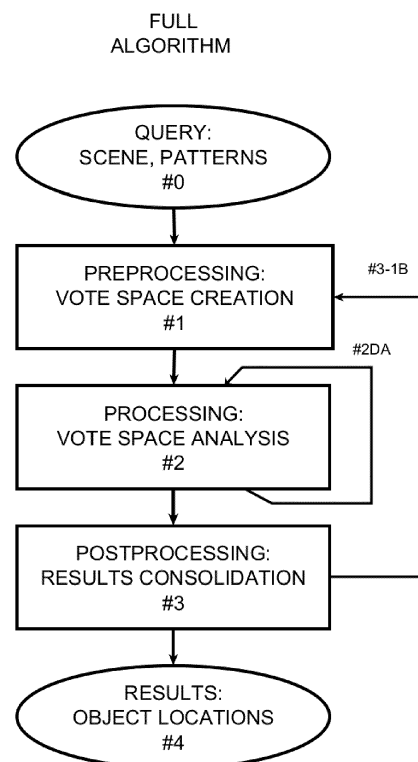 FULL
ALGORITHM
QUERY:
SCENE, PATTERNS
#0
#3-1B
PREPROCESSING:
VOTE SPACE CREATION
#1
#2DA
PROCESSING:
VOTE SPACE ANALYSIS
#2
POSTPROCESSING:
RESULTS CONSOLIDATION
#3
RESULTS:
OBJECT LOCATIONS
#4